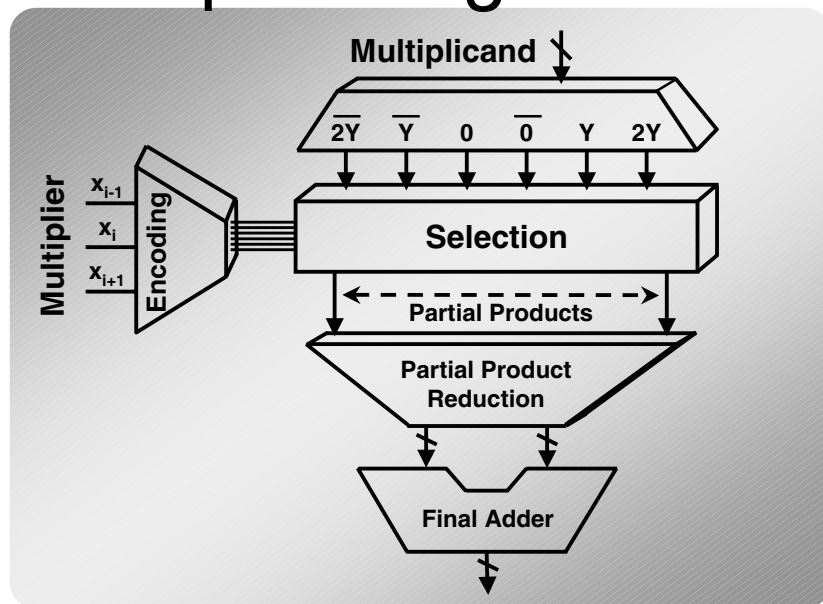 Multiplicand
2Y̅ Y̅ 0 0̅ Y 2Y
Multiplier
xi-1
xi
xi+1
Encoding
Selection
Partial Products
Partial Product
Reduction
Final Adder